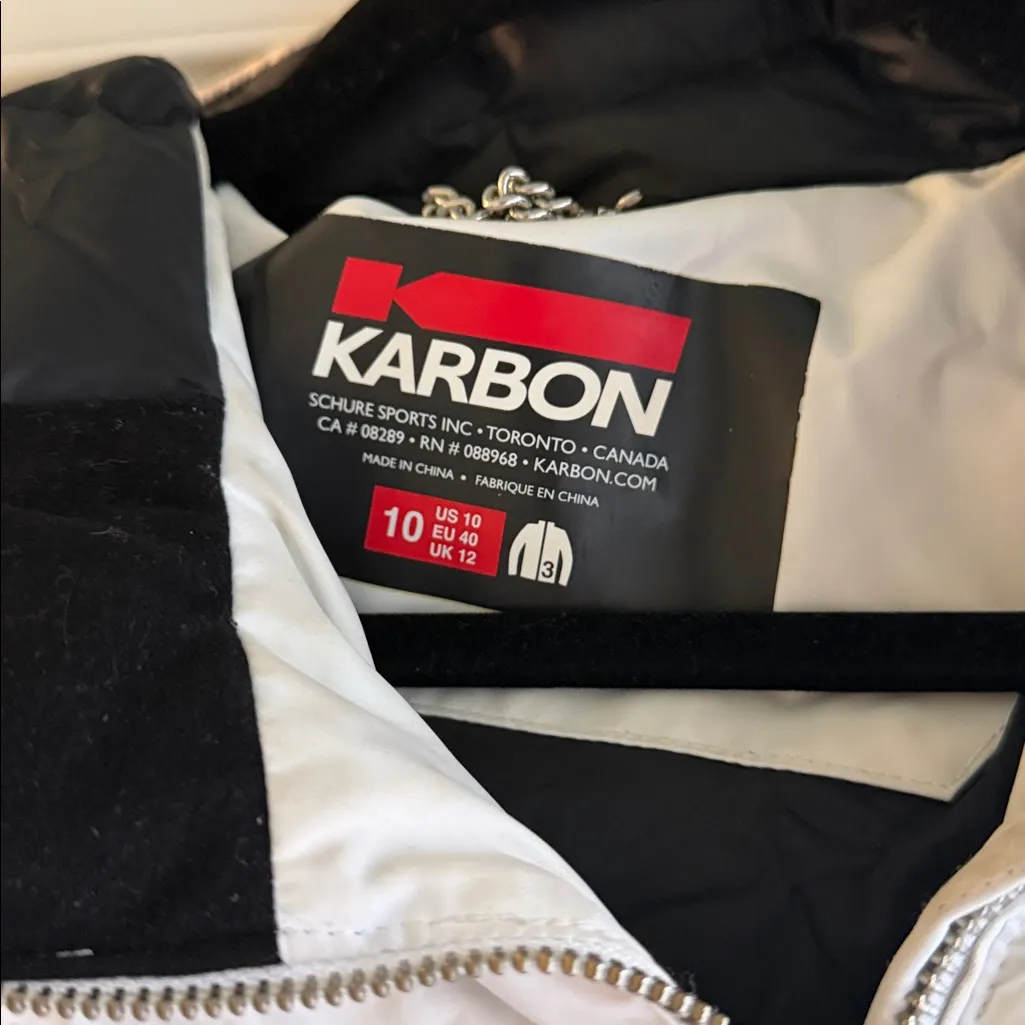 KARBON
SCHURE SPORTS INC • TORONTO • CANADA
CA # 08289 • RN # 088968 • KARBON.COM
MADE IN CHINA • FABRIQUE EN CHINA
10
US 10
EU 40
UK 12
3